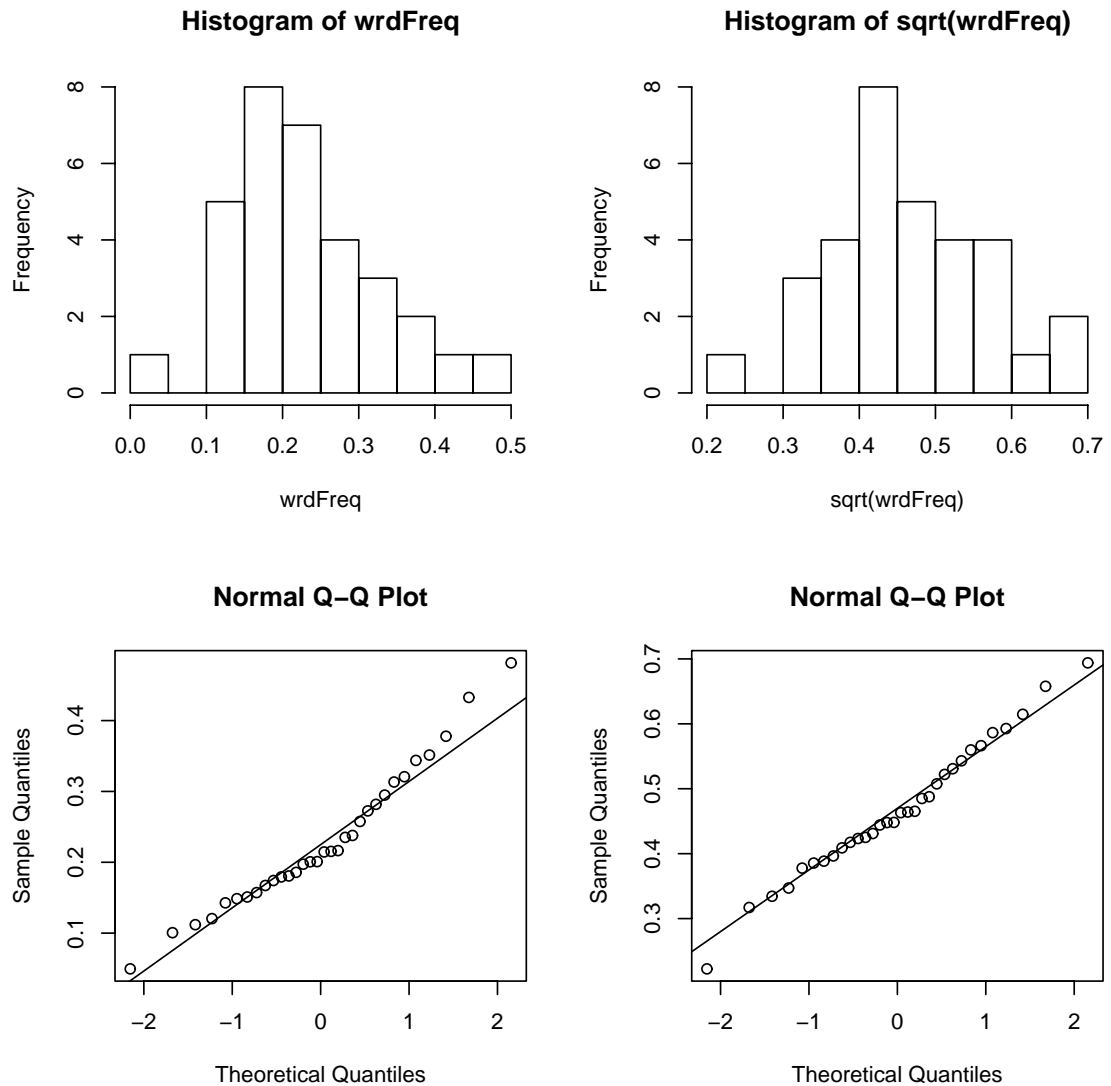 Histogram of wrdFreq
Frequency
0
2
4
6
8
0.0 0.1 0.2 0.3 0.4 0.5
wrdFreq
Histogram of sqrt(wrdFreq)
Frequency
0
2
4
6
8
0.2 0.3 0.4 0.5 0.6 0.7
sqrt(wrdFreq)
Normal Q−Q Plot
Sample Quantiles
0.1
0.2
0.3
0.4
−2 −1 0 1 2
Theoretical Quantiles
Normal Q−Q Plot
Sample Quantiles
0.3
0.4
0.5
0.6
0.7
−2 −1 0 1 2
Theoretical Quantiles